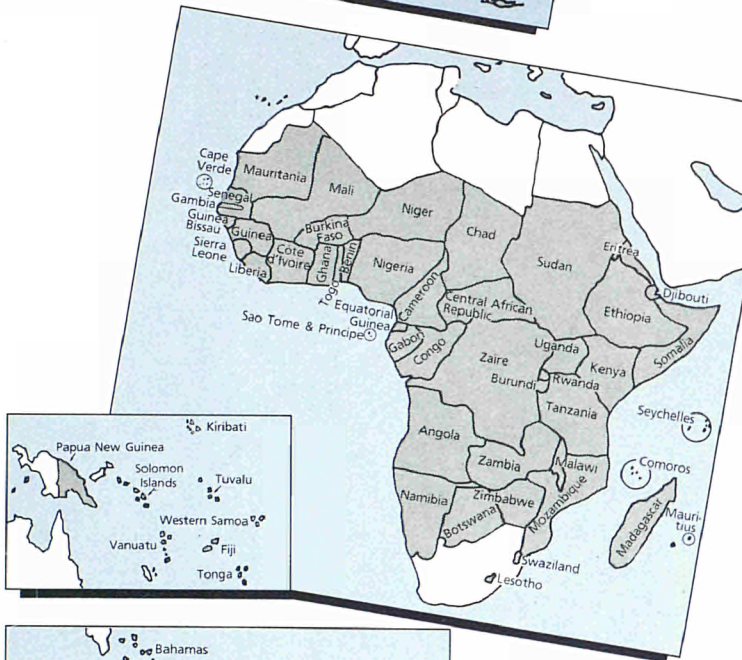 Cape
Verde
Mauritania
Mali
Niger
Chad
Sudan
Eritrea
Djibouti
Senegal
Gambia
Guinea
Bissau
Guinea
Sierra
Leone
Liberia
Côte
d'Ivoire
Burkina
Faso
Ghana
Togo
Benin
Nigeria
Cameroon
Central African
Republic
Ethiopia
Somalia
Equatorial
Guinea
Sao Tome & Principe
Gabon
Congo
Zaire
Uganda
Kenya
Rwanda
Burundi
Tanzania
Seychelles
Comoros
Angola
Zambia
Malawi
Mozambique
Namibia
Zimbabwe
Botswana
Madagascar
Mauri-
tius
Swaziland
Lesotho
Kiribati
Papua New Guinea
Solomon
Islands
Tuvalu
Western Samoa
Vanuatu
Fiji
Tonga
Bahamas